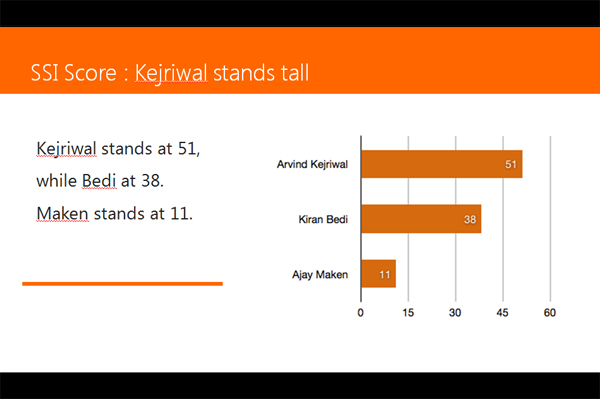 SSI Score : Kejriwal stands tall
Kejriwal stands at 51,
while Bedi at 38.
Maken stands at 11.
Arvind Kejriwal 51
Kiran Bedi 38
Ajay Maken 11
0 15 30 45 60